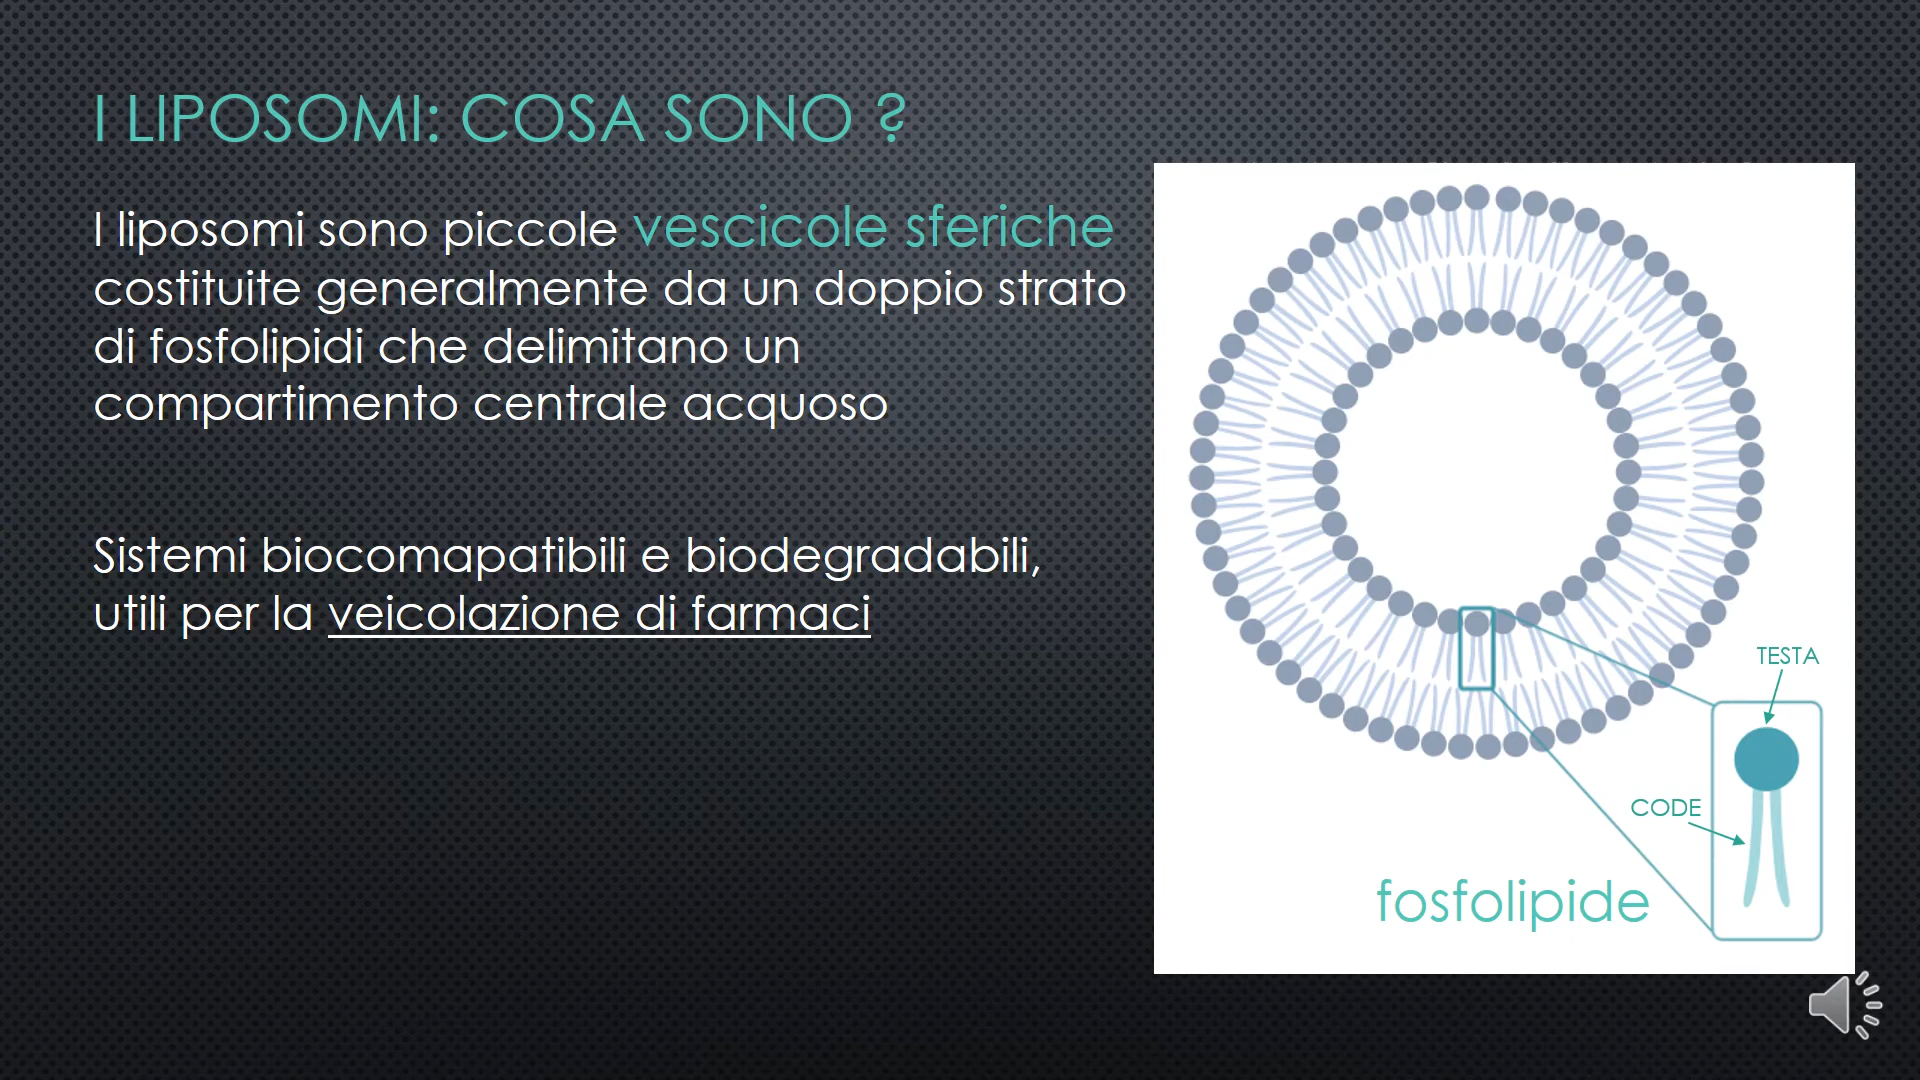 I LIPOSOMI: COSA SONO ?
I liposomi sono piccole vescicole sferiche
costituite generalmente da un doppio strato
di fosfolipidi che delimitano un
compartimento centrale acquoso
Sistemi biocomapatibili e biodegradabili,
utili per la veicolazione di farmaci
TESTA
CODE
fosfolipide